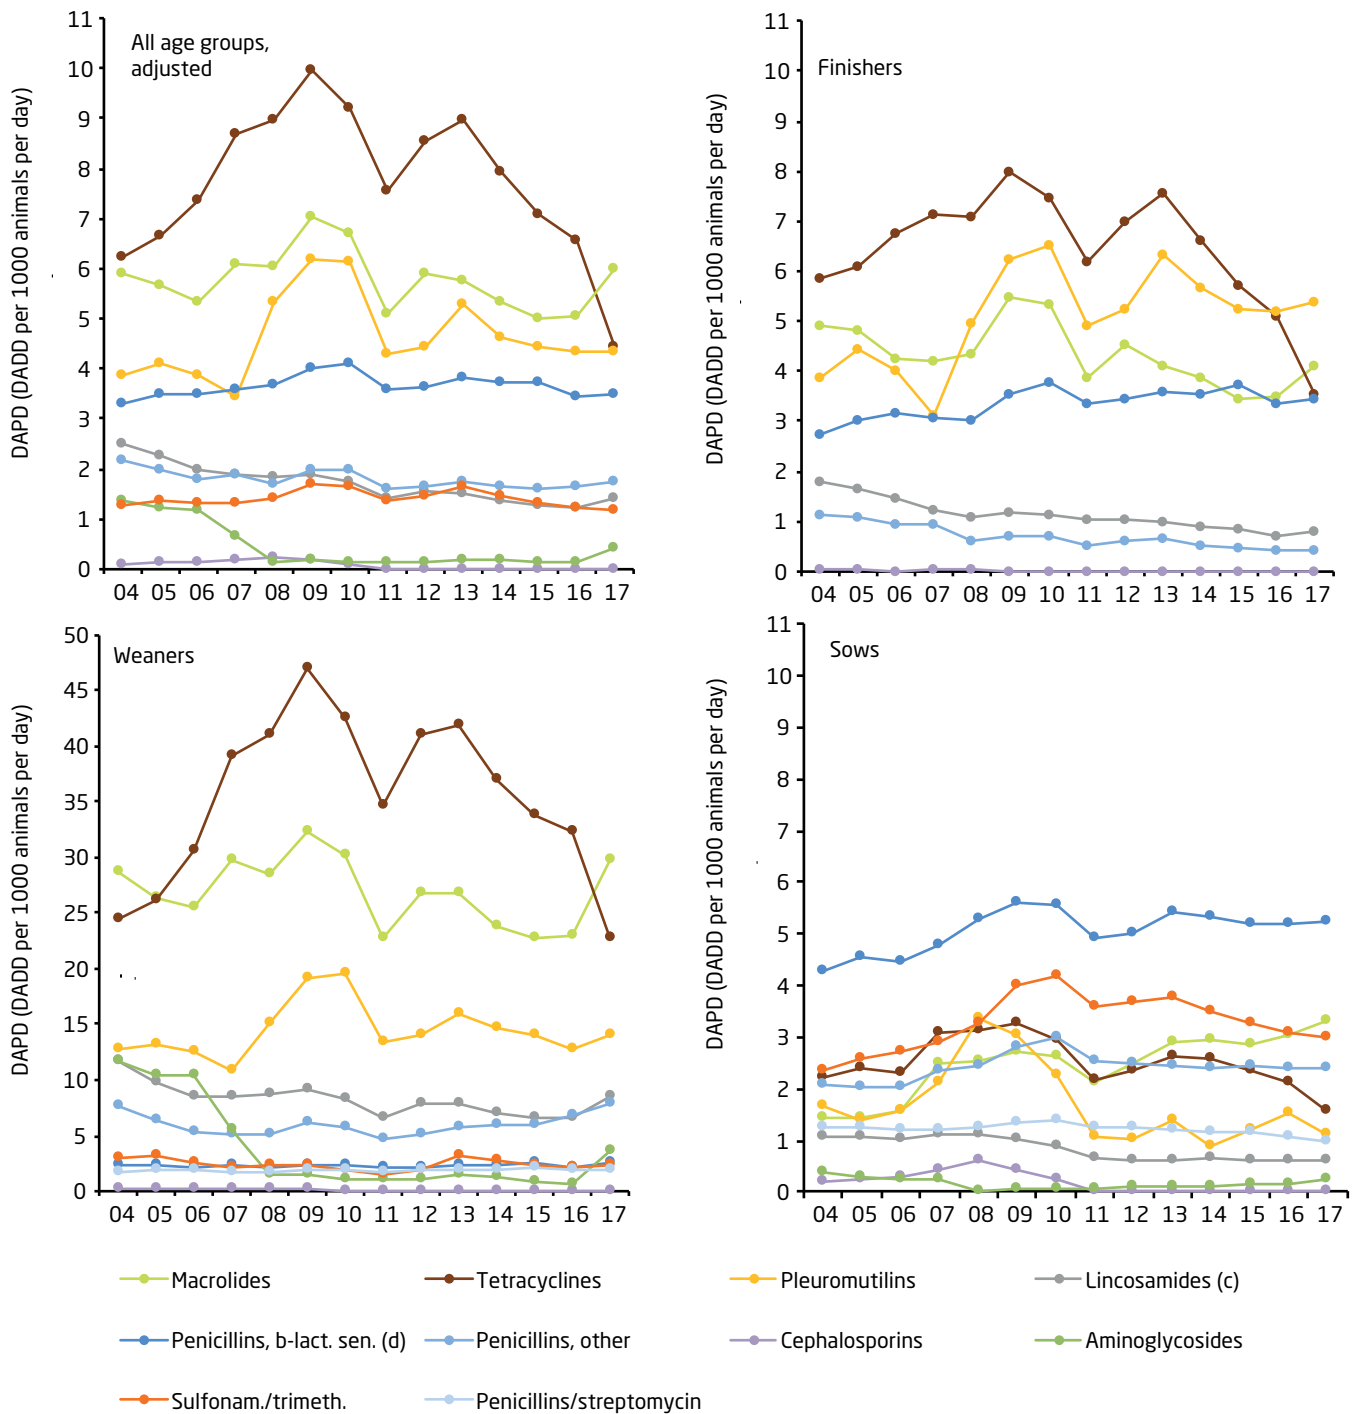 All age groups,
adjusted
DAPD (DADD per 1000 animals per day)
11
10
9
8
7
6
5
4
3
2
1
0
04 05 06 07 08 09 10 11 12 13 14 15 16 17
Finishers
DAPD (DADD per 1000 animals per day)
11
10
9
8
7
6
5
4
3
2
1
0
04 05 06 07 08 09 10 11 12 13 14 15 16 17
Weaners
DAPD (DADD per 1000 animals per day)
50
45
40
35
30
25
20
15
10
5
0
04 05 06 07 08 09 10 11 12 13 14 15 16 17
Sows
DAPD (DADD per 1000 animals per day)
11
10
9
8
7
6
5
4
3
2
1
0
04 05 06 07 08 09 10 11 12 13 14 15 16 17
Macrolides Tetracyclines Pleuromutilins Lincosamides (c)
Penicillins, b-lact. sen. (d) Penicillins, other Cephalosporins Aminoglycosides
Sulfonam./trimeth. Penicillins/streptomycin